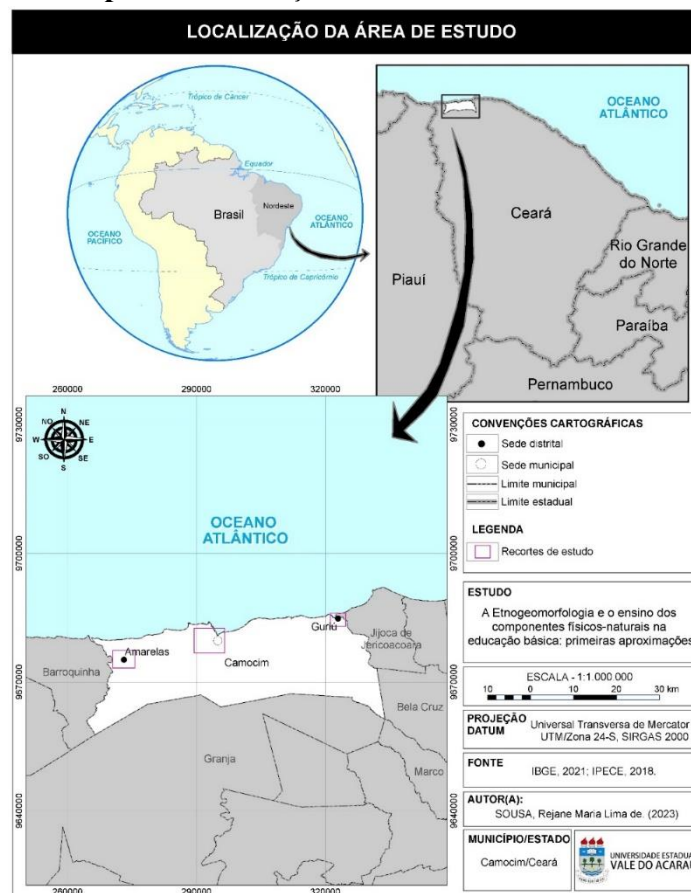 LOCALIZAÇÃO DA ÁREA DE ESTUDO
Trópico de Câncer
Equador
Brasil
Nordeste
OCEANO
PACÍFICO
OCEANO
ATLÂNTICO
Trópico de Capricórnio
OCEANO
ATLÂNTICO
Ceará
Piauí
Rio Grande
do Norte
Paraíba
Pernambuco
260000
290000
320000
9730000
9730000
N
NO
NE
W
E
SO
SE
S
OCEANO
ATLÂNTICO
9700000
9700000
Amarelas
Camocim
Guriú
Jijoca de
Jericoacoara
Barroquinha
9670000
9670000
Bela Cruz
Granja
Marco
9640000
9640000
260000
290000
320000
CONVENÇÕES CARTOGRÁFICAS
Sede distrital
Sede municipal
Limite municipal
Limite estadual
LEGENDA
Recortes de estudo
ESTUDO
A Etnogeomorfologia e o ensino dos
componentes físicos-naturais na
educação básica: primeiras aproximações
ESCALA - 1:1.000.000
10 0 10 20 30 km
PROJEÇÃO
DATUM
Universal Transversa de Mercator
UTM/Zona 24-S, SIRGAS 2000
FONTE
IBGE, 2021; IPECE, 2018.
AUTOR(A):
SOUSA, Rejane Maria Lima de. (2023)
MUNICÍPIO/ESTADO
Camocim/Ceará
UNIVERSIDADE ESTADUAL
VALE DO ACARAÚ